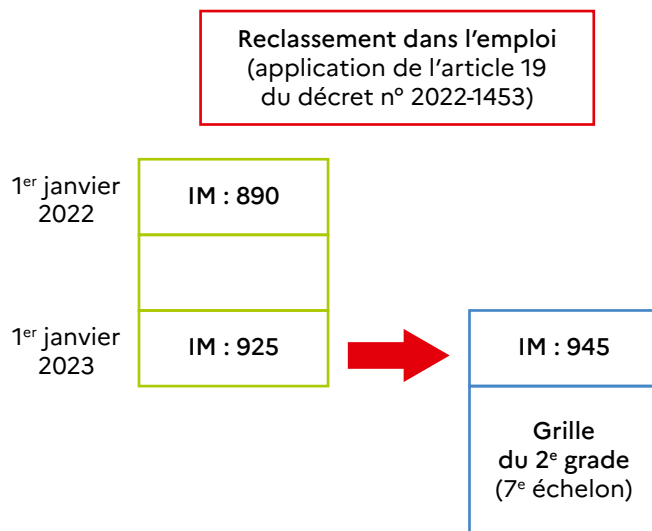 Reclassement dans l’emploi
(application de l’article 19
du décret n° 2022-1453)
1er janvier
2022
IM : 890
1er janvier
2023
IM : 925
IM : 945
Grille
du 2e grade
(7e échelon)